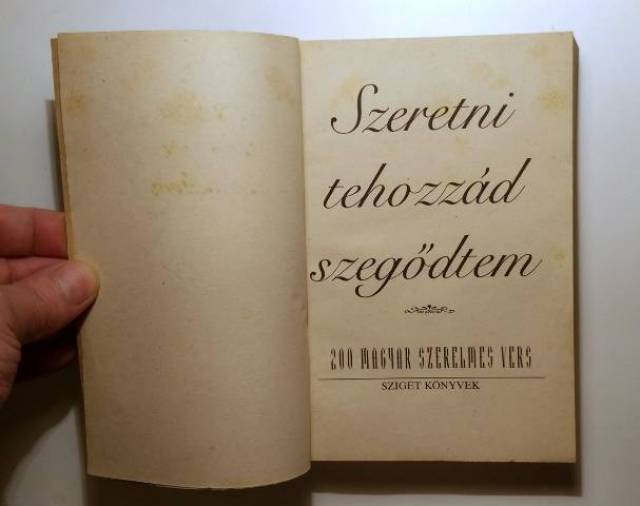 Szeretni
tehozzád
szegődtem
200 MAGYAR SZERELMES VERS
SZIGET KÖNYVEK